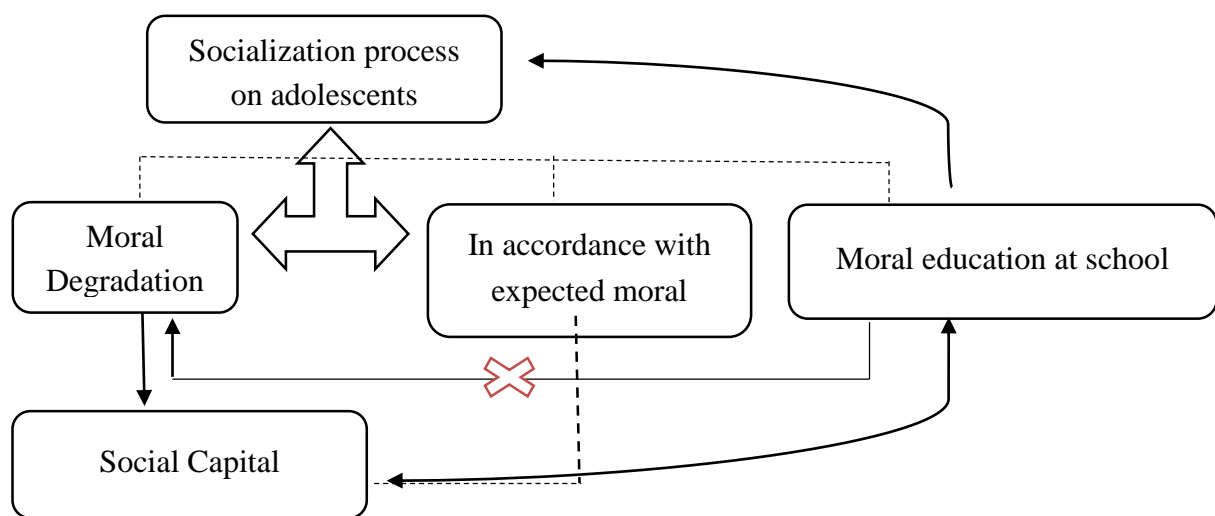 Socialization process
on adolescents
Moral
Degradation
In accordance with
expected moral
Moral education at school
Social Capital